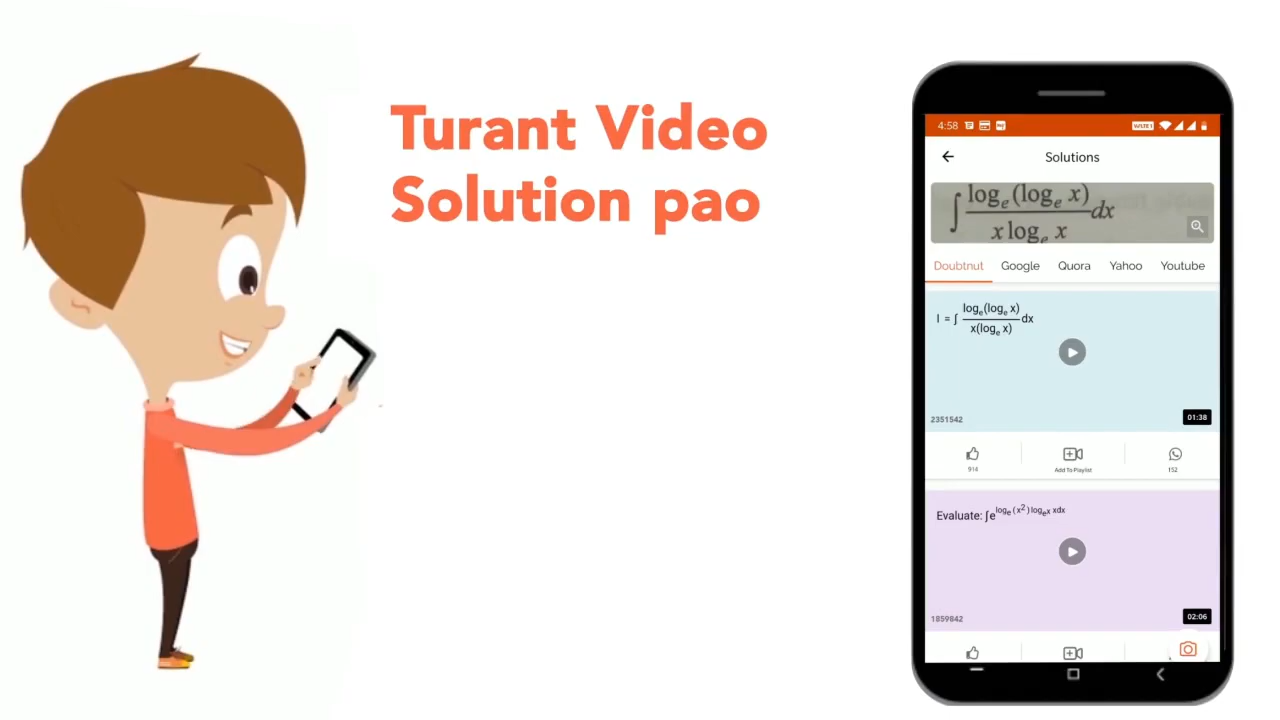 Turant Video
Solution pao
4:58
VoLTE1
Solutions
∫ logₑ(logₑ x) / x logₑ x dx
Doubtnut Google Quora Yahoo Youtube
I = ∫ logₑ(logₑ x) / x(logₑ x) dx
2351542 01:38
914 Add To Playlist 152
Evaluate: ∫e^logₑ(x²)logₑx xdx
1859842 02:06